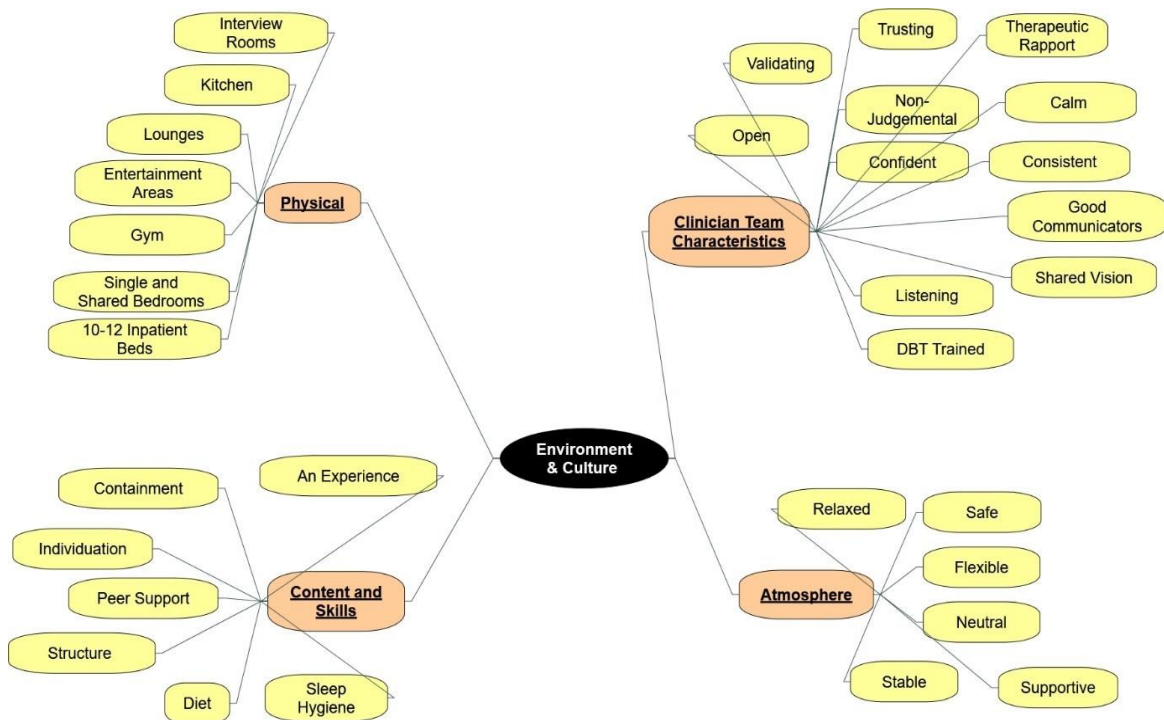 Interview
Rooms
Kitchen
Lounges
Entertainment
Areas
Gym
Single and
Shared Bedrooms
10-12 Inpatient
Beds
Physical
Trusting
Therapeutic
Rapport
Validating
Non-
Judgemental
Calm
Open
Confident
Consistent
Clinician Team
Characteristics
Good
Communicators
Shared Vision
Listening
DBT Trained
Environment
& Culture
An Experience
Containment
Individuation
Peer Support
Content and
Skills
Structure
Diet
Sleep
Hygiene
Relaxed
Safe
Flexible
Atmosphere
Neutral
Stable
Supportive